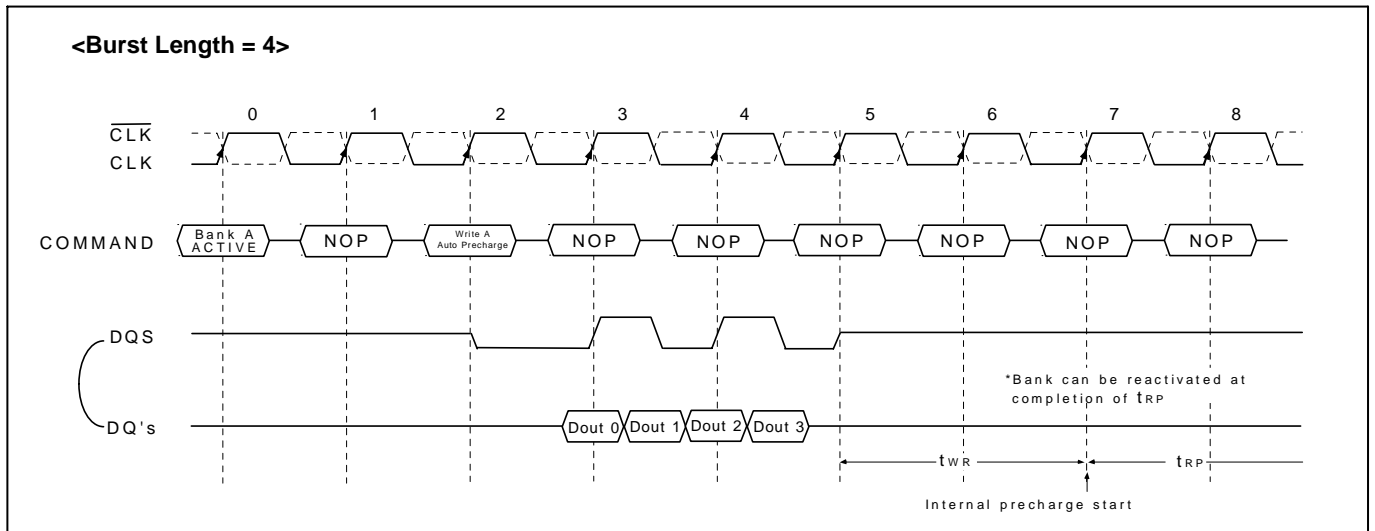 <Burst Length = 4>
0 1 2 3 4 5 6 7 8
CLK
CLK
COMMAND
Bank A
ACTIVE
NOP
Write A
Auto Precharge
NOP
NOP
NOP
NOP
NOP
NOP
DQS
*Bank can be reactivated at
completion of tRP
DQ's
Dout 0 Dout 1 Dout 2 Dout 3
tWR
tRP
Internal precharge start